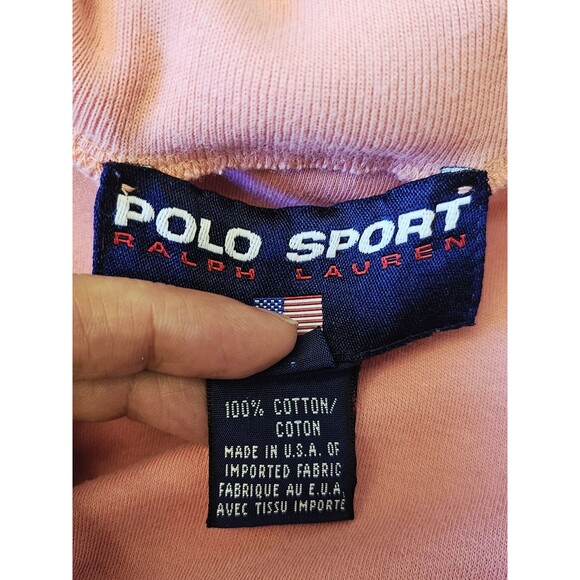 POLO SPORT
RALPH LAUREN
100% COTTON/
COTON
MADE IN U.S.A. OF
IMPORTED FABRIC
FABRIQUE AU E.U.A.
AVEC TISSU IMPORTÉ